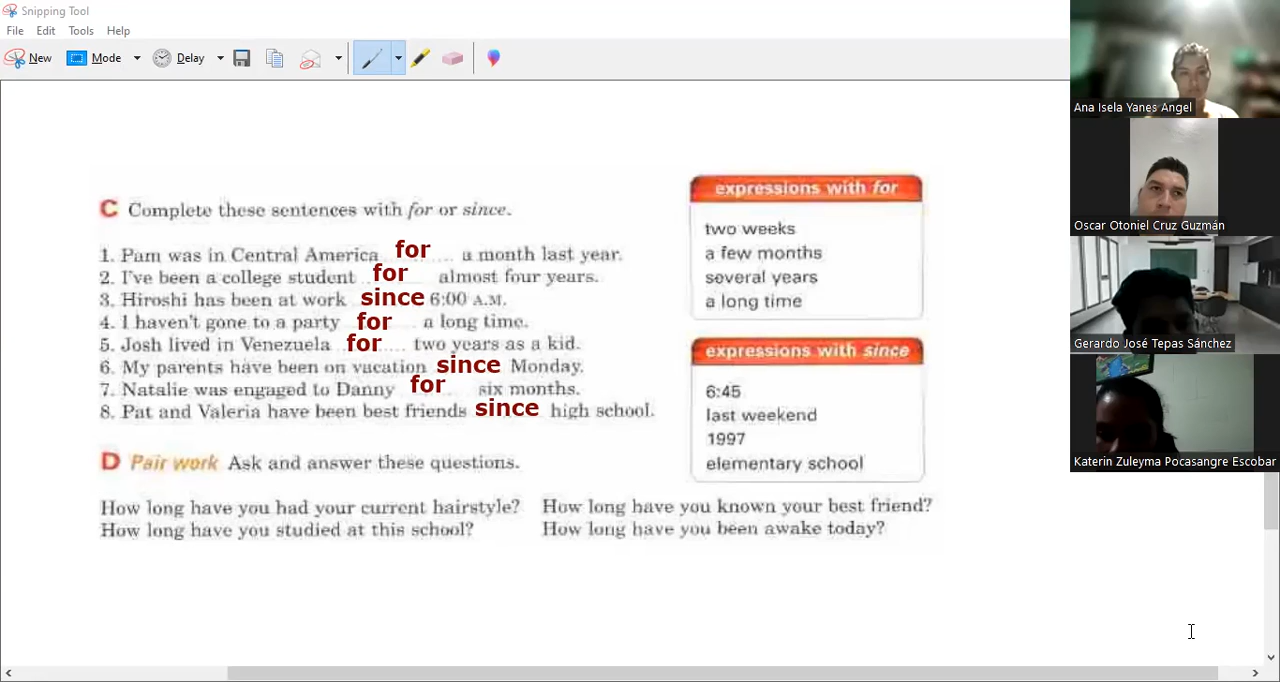 Snipping Tool
File Edit Tools Help
New Mode Delay
C Complete these sentences with for or since.
1. Pam was in Central America for a month last year.
2. I've been a college student for almost four years.
3. Hiroshi has been at work since 6:00 A.M.
4. I haven't gone to a party for a long time.
5. Josh lived in Venezuela for two years as a kid.
6. My parents have been on vacation since Monday.
7. Natalie was engaged to Danny for six months.
8. Pat and Valeria have been best friends since high school.
expressions with for
two weeks
a few months
several years
a long time
expressions with since
6:45
last weekend
1997
elementary school
D Pair work Ask and answer these questions.
How long have you had your current hairstyle? How long have you known your best friend?
How long have you studied at this school? How long have you been awake today?
Ana Isela Yanes Angel
Oscar Otoniel Cruz Guzmán
Gerardo José Tepas Sánchez
Katerin Zuleyma Pocasangre Escobar